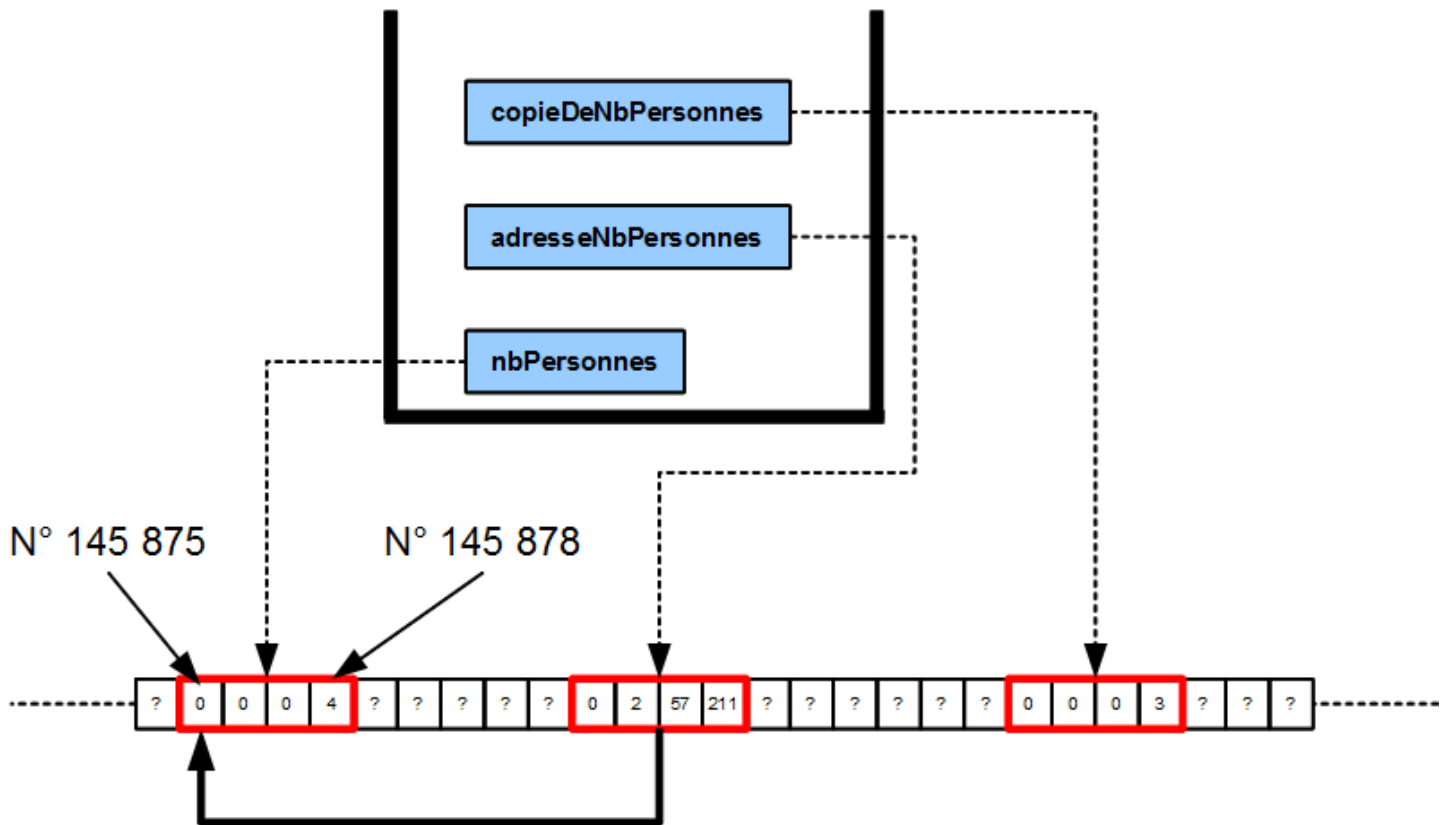 copieDeNbPersonnes
adresseNbPersonnes
nbPersonnes
N° 145 875 N° 145 878
? 0 0 0 4 ? ? ? ? ? 0 2 57 211 ? ? ? ? ? ? 0 0 0 3 ? ? ?